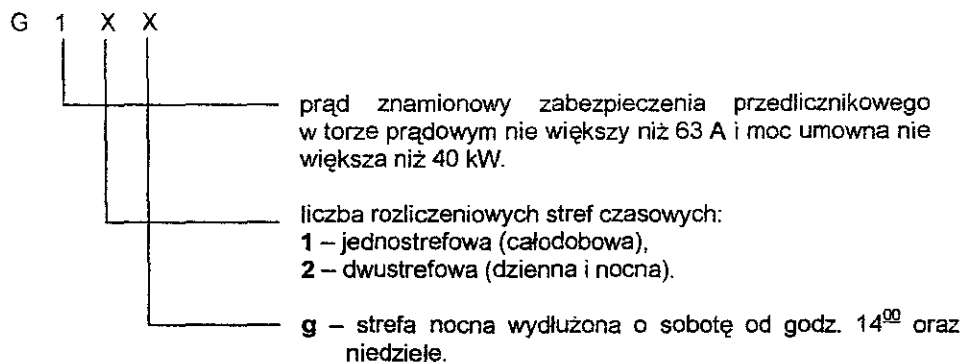 G 1 X X
prąd znamionowy zabezpieczenia przedlicznikowego
w torze prądowym nie większy niż 63 A i moc umowna nie
większa niż 40 kW.
liczba rozliczeniowych stref czasowych:
1 – jednostrefowa (całodobowa),
2 – dwustrefowa (dzienna i nocna).
g – strefa nocna wydłużona o sobotę od godz. 14⁰⁰ oraz
niedzielę.